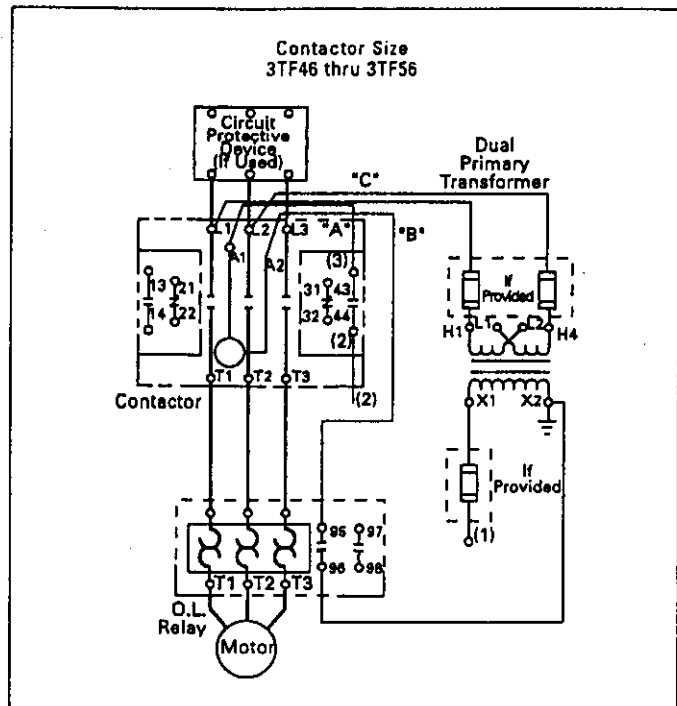 Contactor Size
3TF46 thru 3TF56
Circuit
Protective
Device
(If Used)
Dual
Primary
Transformer
"C"
L1
L2
L3
"A"
"B"
A1
A2
(3)
13
21
31
43
14
22
32
44
(2)
If
Provided
H1
L1
L2
H4
T1
T2
T3
Contactor
(2)
X1
X2
If
Provided
(1)
95
97
96
98
T1
T2
T3
O.L.
Relay
Motor